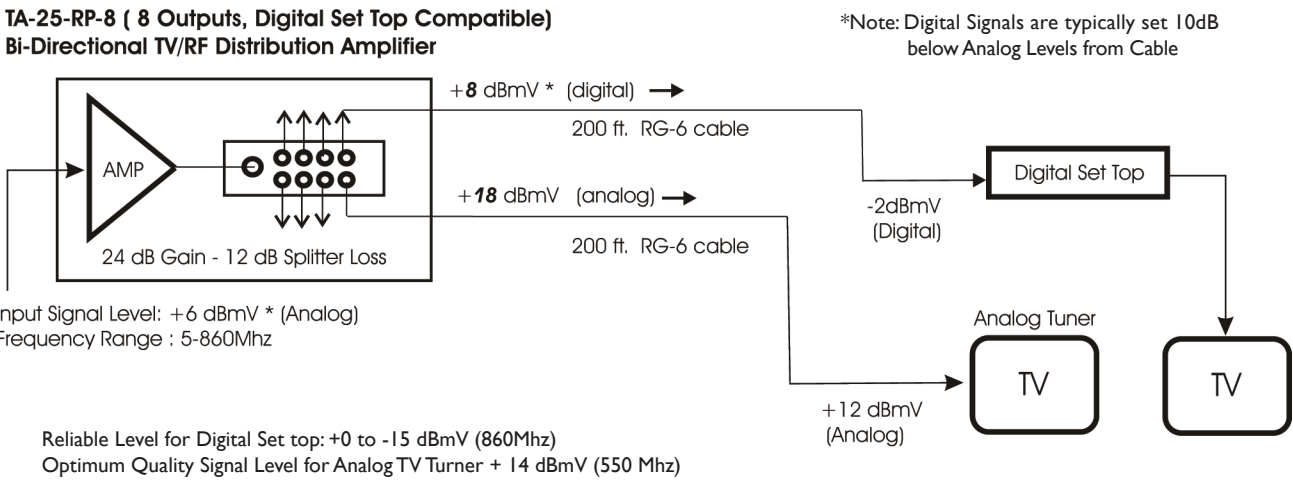 TA-25-RP-8 ( 8 Outputs, Digital Set Top Compatible)
Bi-Directional TV/RF Distribution Amplifier
*Note: Digital Signals are typically set 10dB
below Analog Levels from Cable
+8 dBmV * (digital)
200 ft. RG-6 cable
AMP
+18 dBmV (analog)
200 ft. RG-6 cable
24 dB Gain - 12 dB Splitter Loss
Digital Set Top
-2dBmV
(Digital)
nput Signal Level: +6 dBmV * (Analog)
Frequency Range : 5-860Mhz
Analog Tuner
TV
TV
+12 dBmV
(Analog)
Reliable Level for Digital Set top: +0 to -15 dBmV (860Mhz)
Optimum Quality Signal Level for Analog TV Turner + 14 dBmV (550 Mhz)